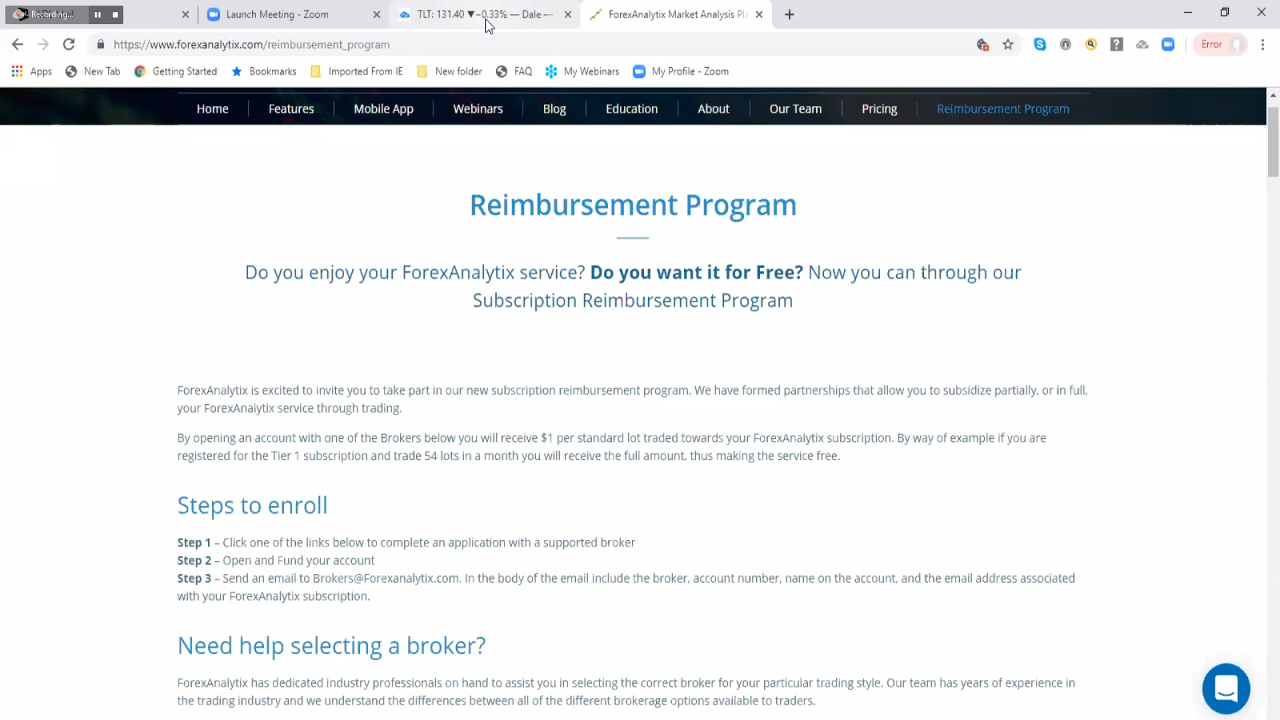 Recording...
Launch Meeting - Zoom
TLT: 131.40 ▼−0.33% — Dale —
ForexAnalytix Market Analysis Pl
https://www.forexanalytix.com/reimbursement_program
Error
Apps
New Tab
Getting Started
Bookmarks
Imported From IE
New folder
FAQ
My Webinars
My Profile - Zoom
Home
Features
Mobile App
Webinars
Blog
Education
About
Our Team
Pricing
Reimbursement Program
Reimbursement Program
Do you enjoy your ForexAnalytix service? Do you want it for Free? Now you can through our
Subscription Reimbursement Program
ForexAnalytix is excited to invite you to take part in our new subscription reimbursement program. We have formed partnerships that allow you to subsidize partially, or in full,
your ForexAnalytix service through trading.
By opening an account with one of the Brokers below you will receive $1 per standard lot traded towards your ForexAnalytix subscription. By way of example if you are
registered for the Tier 1 subscription and trade 54 lots in a month you will receive the full amount, thus making the service free.
Steps to enroll
Step 1 – Click one of the links below to complete an application with a supported broker
Step 2 – Open and Fund your account
Step 3 – Send an email to Brokers@Forexanalytix.com. In the body of the email include the broker, account number, name on the account, and the email address associated
with your ForexAnalytix subscription.
Need help selecting a broker?
ForexAnalytix has dedicated industry professionals on hand to assist you in selecting the correct broker for your particular trading style. Our team has years of experience in
the trading industry and we understand the differences between all of the different brokerage options available to traders.